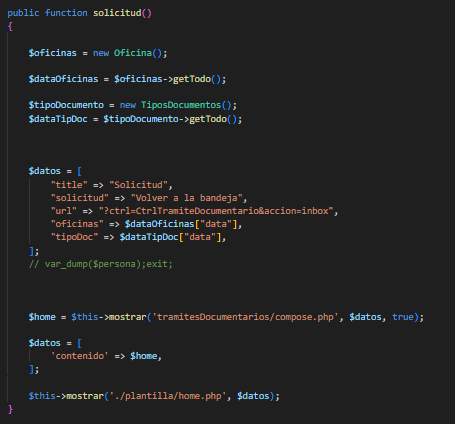 public function solicitud()
{
$oficinas = new Oficina();
$dataOficinas = $oficinas->getTodo();
$tipoDocumento = new TiposDocumentos();
$dataTipDoc = $tipoDocumento->getTodo();
$datos = [
"title" => "Solicitud",
"solicitud" => "Volver a la bandeja",
"url" => "?ctrl=CtrlTramiteDocumentario&accion=inbox",
"oficinas" => $dataOficinas["data"],
"tipoDoc" => $dataTipDoc["data"],
];
// var_dump($persona);exit;
$home = $this->mostrar('tramitesDocumentarios/compose.php', $datos, true);
$datos = [
'contenido' => $home,
];
$this->mostrar('./plantilla/home.php', $datos);
}